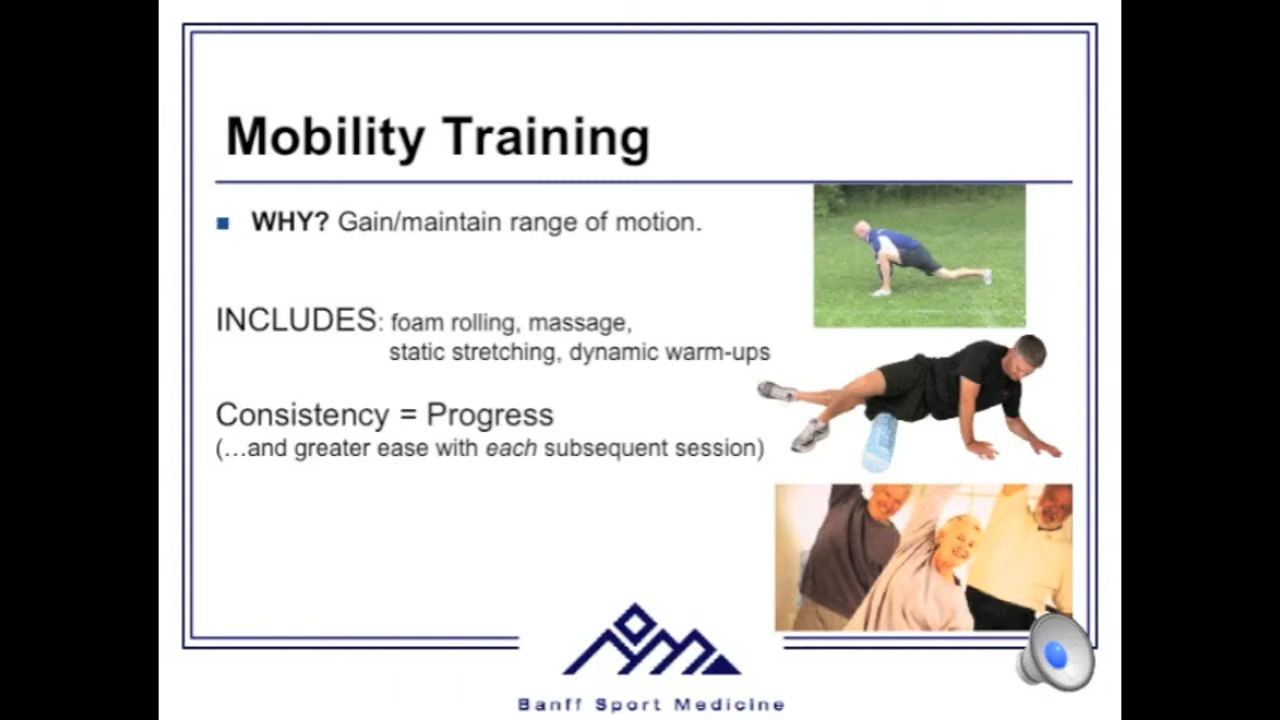 Mobility Training
WHY? Gain/maintain range of motion.
INCLUDES: foam rolling, massage,
static stretching, dynamic warm-ups
Consistency = Progress
(…and greater ease with each subsequent session)
Banff Sport Medicine